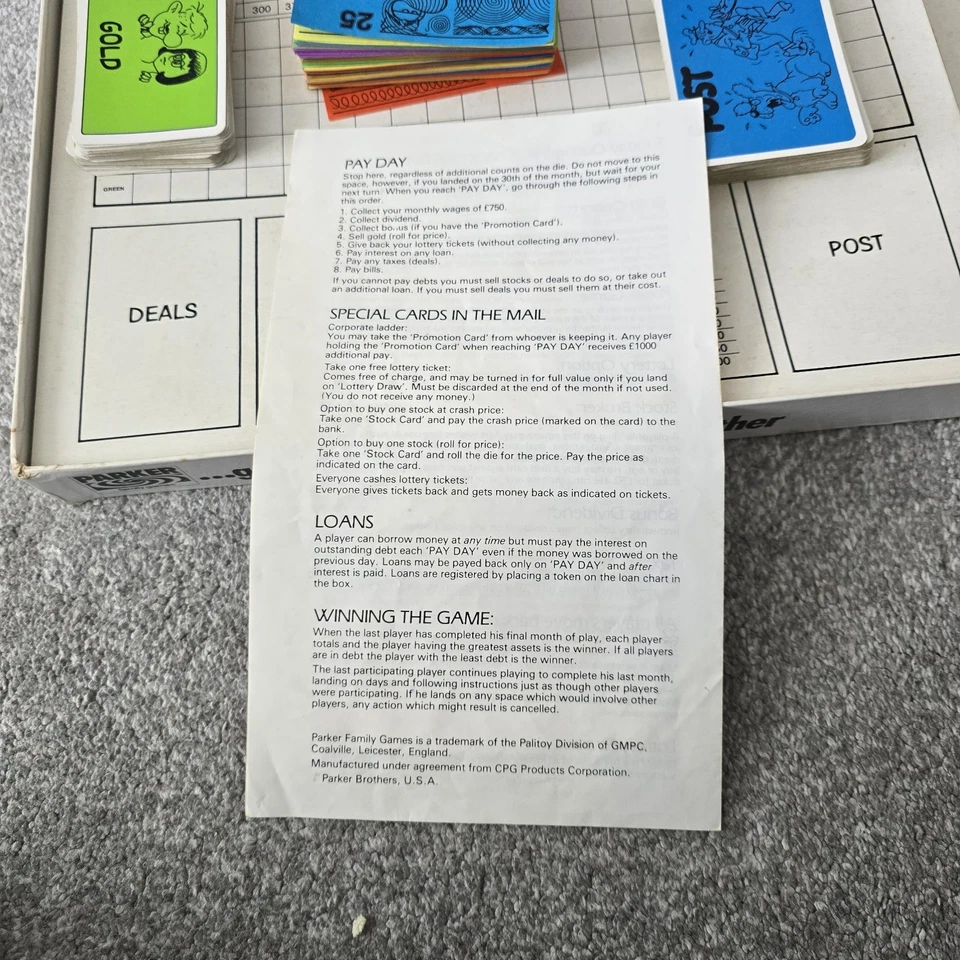 GOLD
300
25
POST
GREEN
DEALS
POST
PARKER
...g
her
PAY DAY
Stop here, regardless of additional counts on the die. Do not move to this
space, however, if you landed on the 30th of the month, but wait for your
next turn. When you reach 'PAY DAY', go through the following steps in
this order.
1. Collect your monthly wages of £750.
2. Collect dividend.
3. Collect bonus (if you have the 'Promotion Card').
4. Sell gold (roll for price).
5. Give back your lottery tickets (without collecting any money).
6. Pay interest on any loan.
7. Pay any taxes (deals).
8. Pay bills.
If you cannot pay debts you must sell stocks or deals to do so, or take out
an additional loan. If you must sell deals you must sell them at their cost.
SPECIAL CARDS IN THE MAIL
Corporate ladder:
You may take the 'Promotion Card' from whoever is keeping it. Any player
holding the 'Promotion Card' when reaching 'PAY DAY' receives £1000
additional pay.
Take one free lottery ticket:
Comes free of charge, and may be turned in for full value only if you land
on 'Lottery Draw'. Must be discarded at the end of the month if not used.
(You do not receive any money.)
Option to buy one stock at crash price:
Take one 'Stock Card' and pay the crash price (marked on the card) to the
bank.
Option to buy one stock (roll for price):
Take one 'Stock Card' and roll the die for the price. Pay the price as
indicated on the card.
Everyone cashes lottery tickets:
Everyone gives tickets back and gets money back as indicated on tickets.
LOANS
A player can borrow money at any time but must pay the interest on
outstanding debt each 'PAY DAY' even if the money was borrowed on the
previous day. Loans may be payed back only on 'PAY DAY' and after
interest is paid. Loans are registered by placing a token on the loan chart in
the box.
WINNING THE GAME:
When the last player has completed his final month of play, each player
totals and the player having the greatest assets is the winner. If all players
are in debt the player with the least debt is the winner.
The last participating player continues playing to complete his last month,
landing on days and following instructions just as though other players
were participating. If he lands on any space which would involve other
players, any action which might result is cancelled.
Parker Family Games is a trademark of the Palitoy Division of GMPC,
Coalville, Leicester, England.
Manufactured under agreement from CPG Products Corporation.
Parker Brothers, U.S.A.